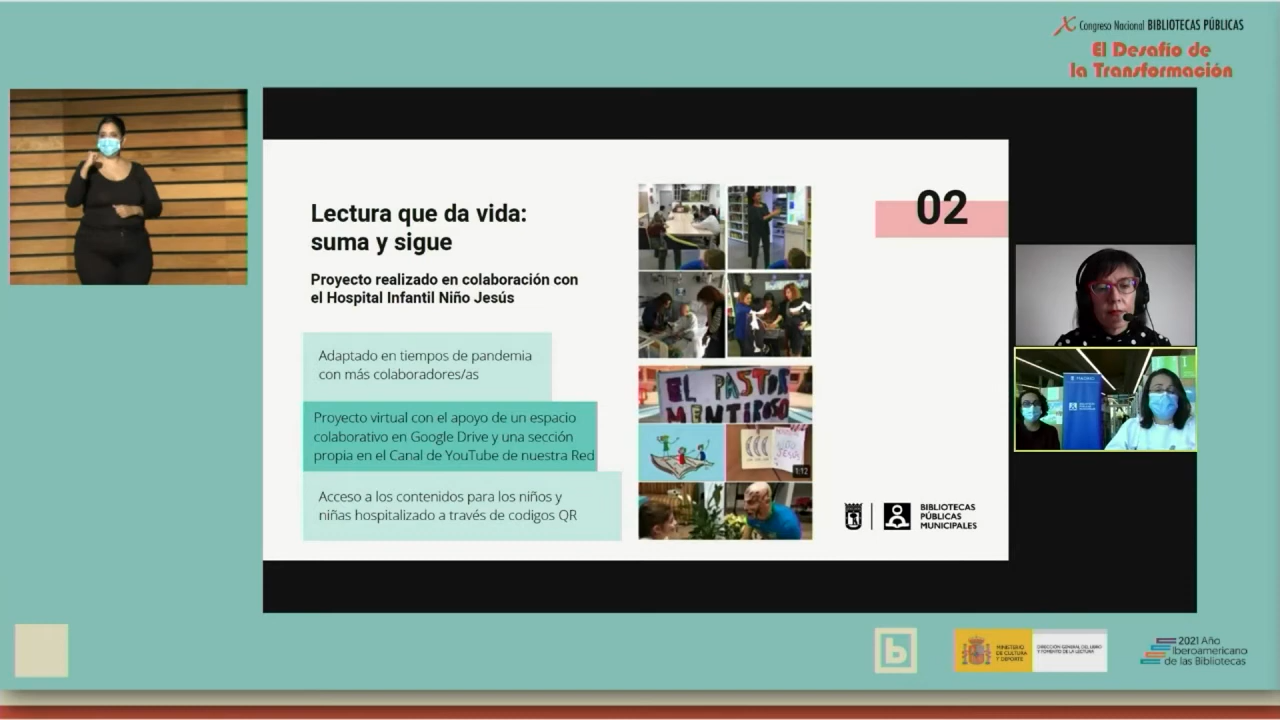 X Congreso Nacional BIBLIOTECAS PÚBLICAS
El Desafío de
la Transformación
Lectura que da vida:
suma y sigue
Proyecto realizado en colaboración con
el Hospital Infantil Niño Jesús
Adaptado en tiempos de pandemia
con más colaboradores/as
Proyecto virtual con el apoyo de un espacio
colaborativo en Google Drive y una sección
propia en el Canal de YouTube de nuestra Red
Acceso a los contenidos para los niños y
niñas hospitalizado a través de codigos QR
EL PASTOR
MENTIROSO
1:12
02
BIBLIOTECAS
PÚBLICAS
MUNICIPALES
b
MINISTERIO
DE CULTURA
Y DEPORTE
DIRECCIÓN GENERAL DEL LIBRO
Y FOMENTO DE LA LECTURA
2021 Año
Iberoamericano
de las Bibliotecas